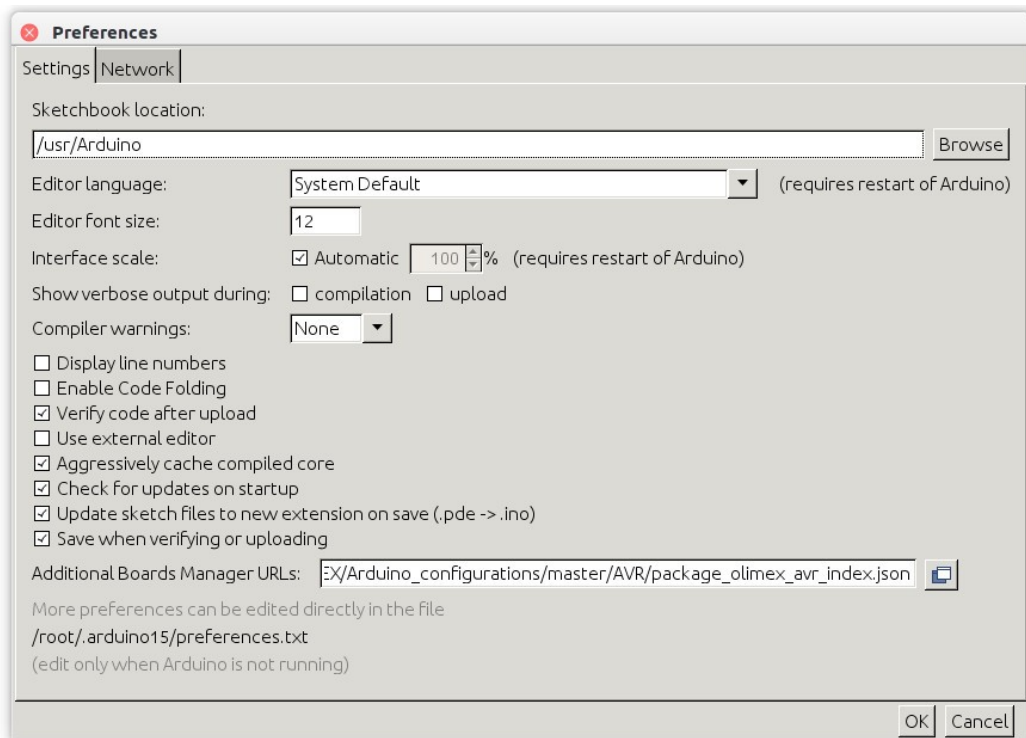 Preferences
Settings Network
Sketchbook location:
/usr/Arduino Browse
Editor language: System Default (requires restart of Arduino)
Editor font size: 12
Interface scale: Automatic 100 % (requires restart of Arduino)
Show verbose output during: compilation upload
Compiler warnings: None
Display line numbers
Enable Code Folding
Verify code after upload
Use external editor
Aggressively cache compiled core
Check for updates on startup
Update sketch files to new extension on save (.pde -> .ino)
Save when verifying or uploading
Additional Boards Manager URLs: EX/Arduino_configurations/master/AVR/package_olimex_avr_index.json
More preferences can be edited directly in the file
/root/.arduino15/preferences.txt
(edit only when Arduino is not running)
OK Cancel